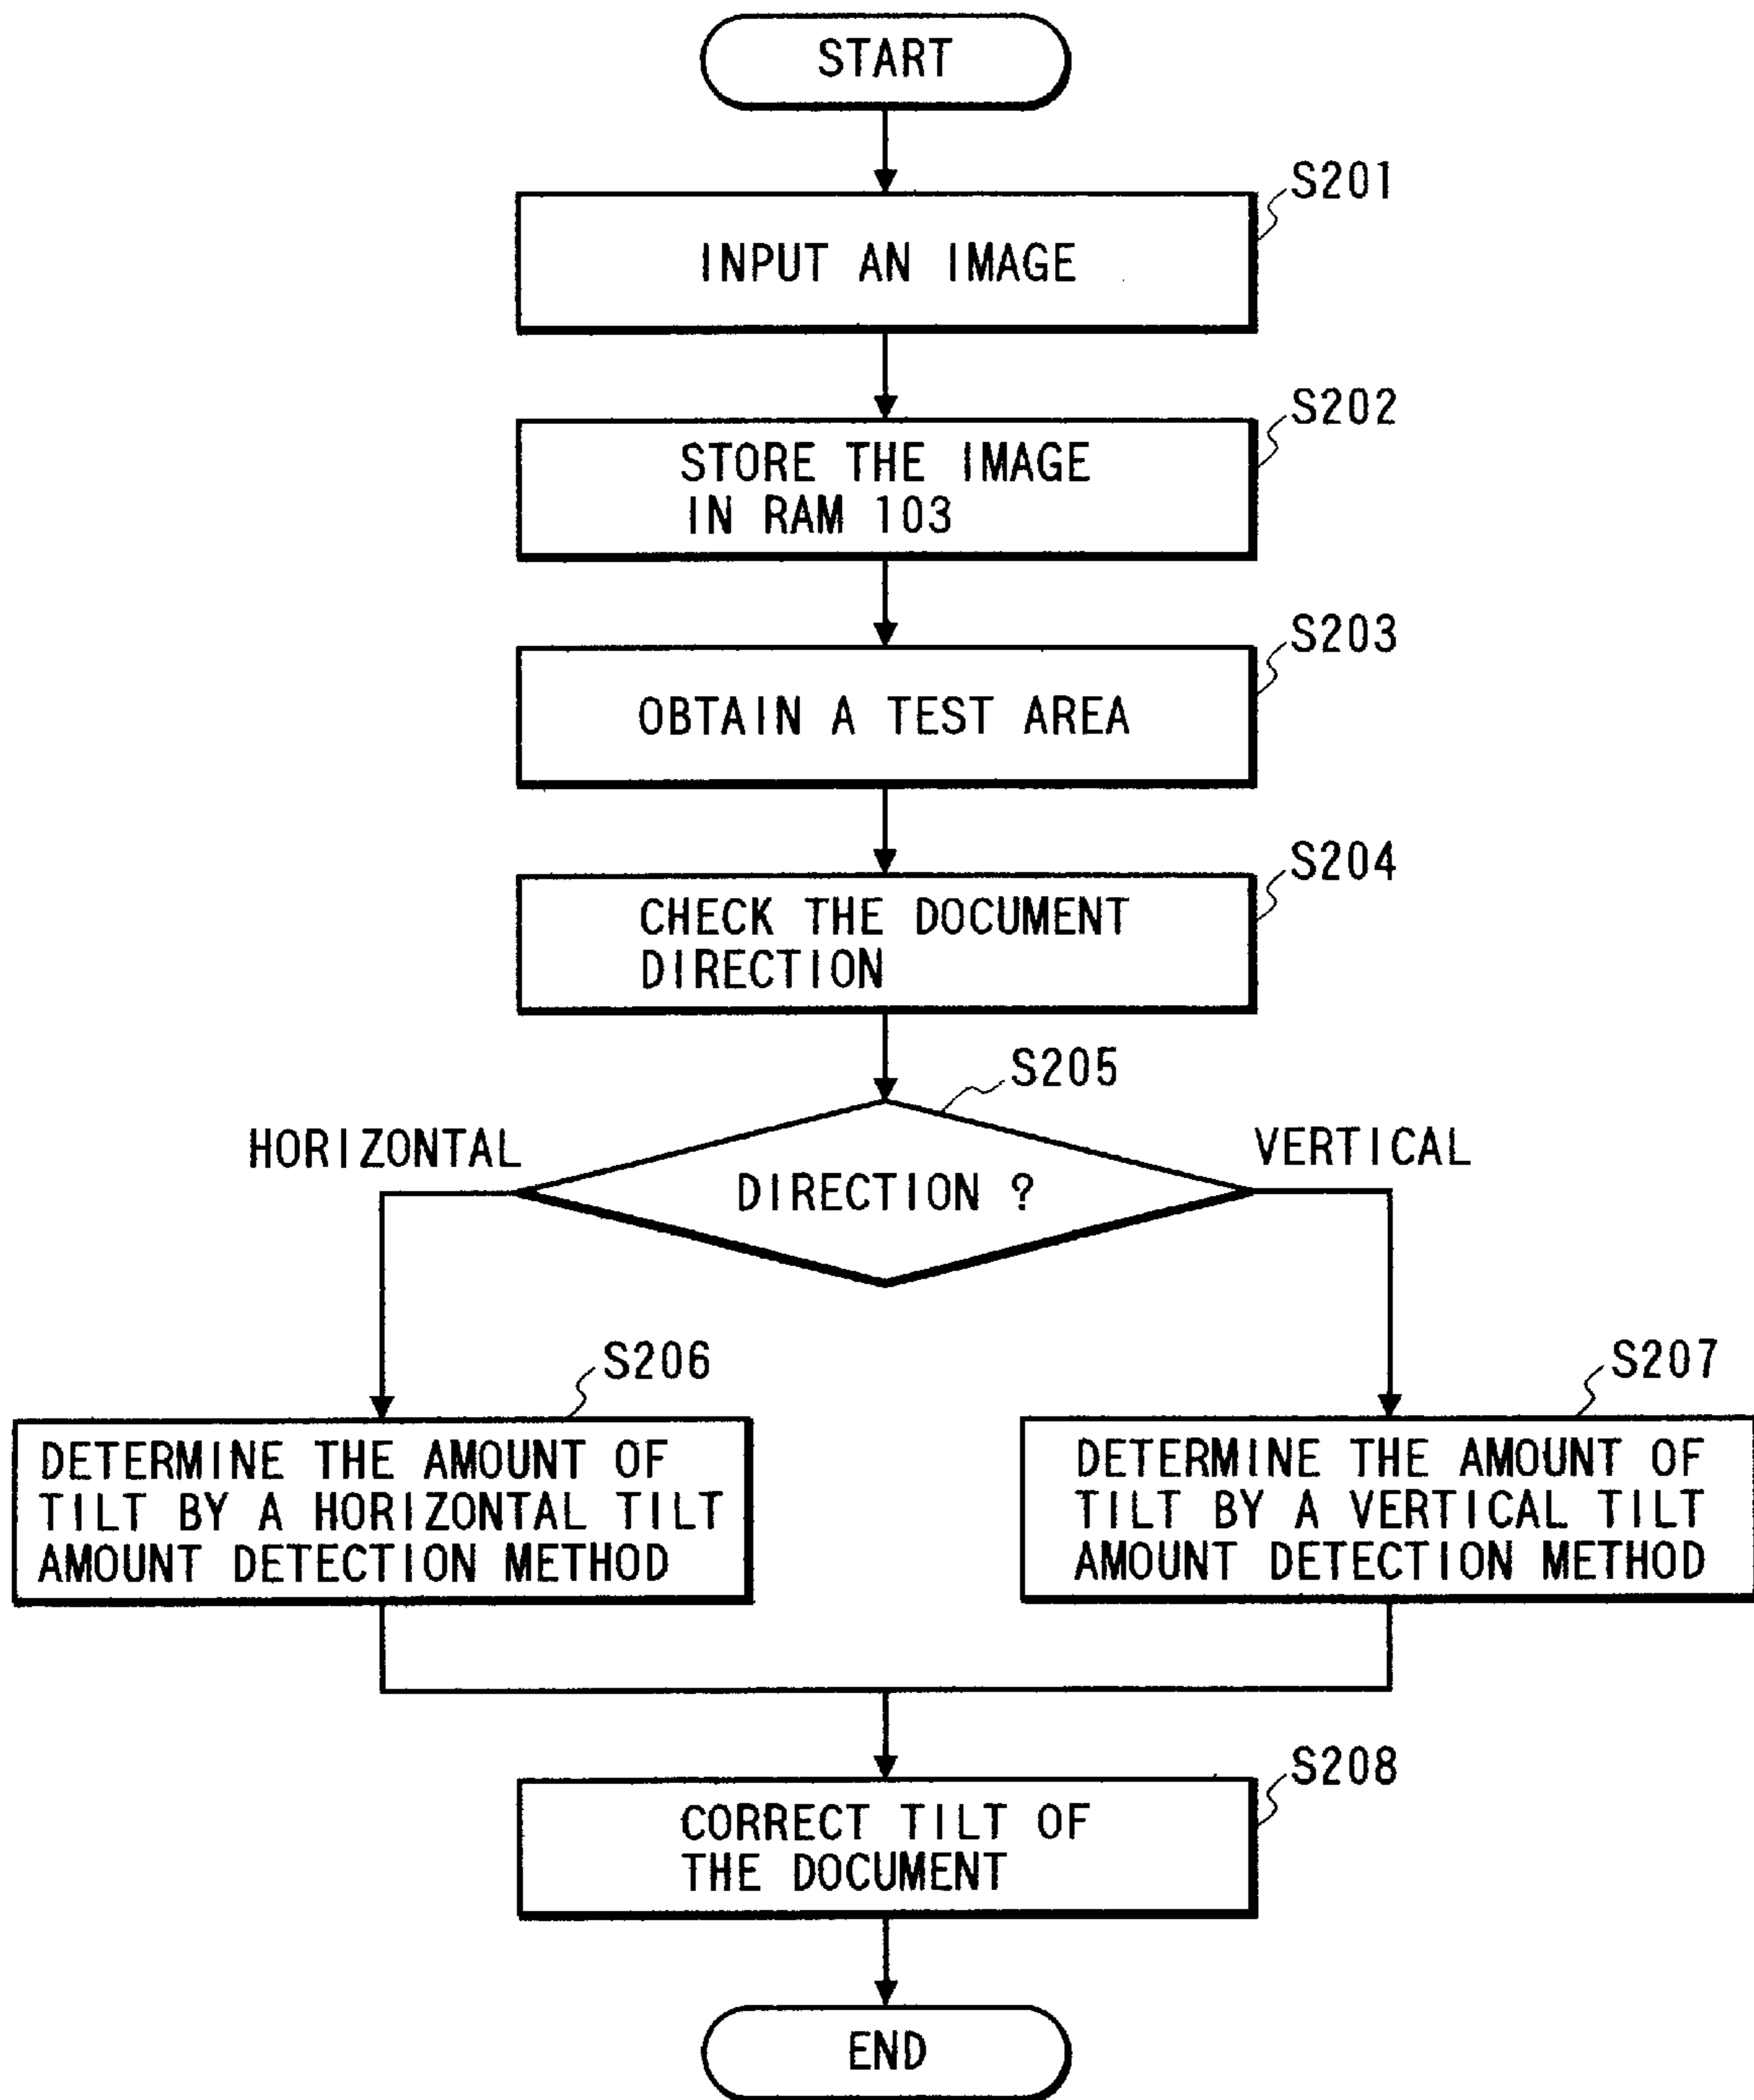 START
S201
INPUT AN IMAGE
S202
STORE THE IMAGE
IN RAM 103
S203
OBTAIN A TEST AREA
S204
CHECK THE DOCUMENT
DIRECTION
S205
HORIZONTAL
DIRECTION ?
VERTICAL
S206
DETERMINE THE AMOUNT OF
TILT BY A HORIZONTAL TILT
AMOUNT DETECTION METHOD
S207
DETERMINE THE AMOUNT OF
TILT BY A VERTICAL TILT
AMOUNT DETECTION METHOD
S208
CORRECT TILT OF
THE DOCUMENT
END